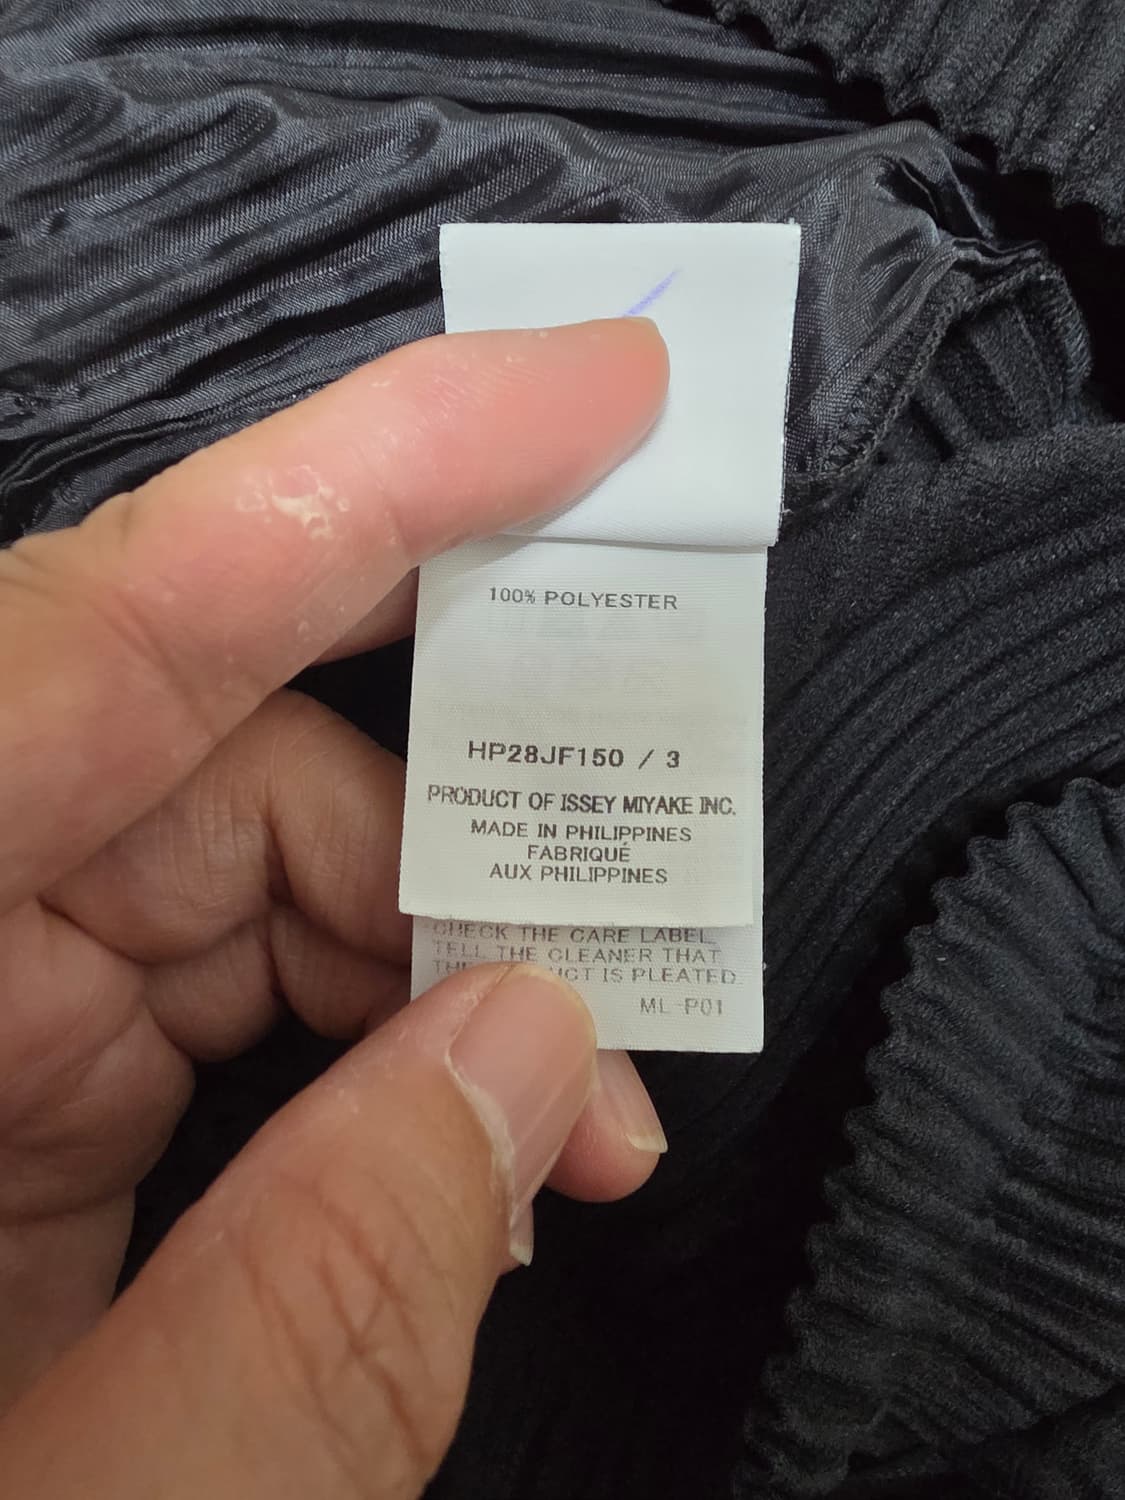 100% POLYESTER
HP28JF150 / 3
PRODUCT OF ISSEY MIYAKE INC.
MADE IN PHILIPPINES
FABRIQUÉ
AUX PHILIPPINES
CHECK THE CARE LABEL
TELL THE CLEANER THAT
IS PLEATED.
ML-P01